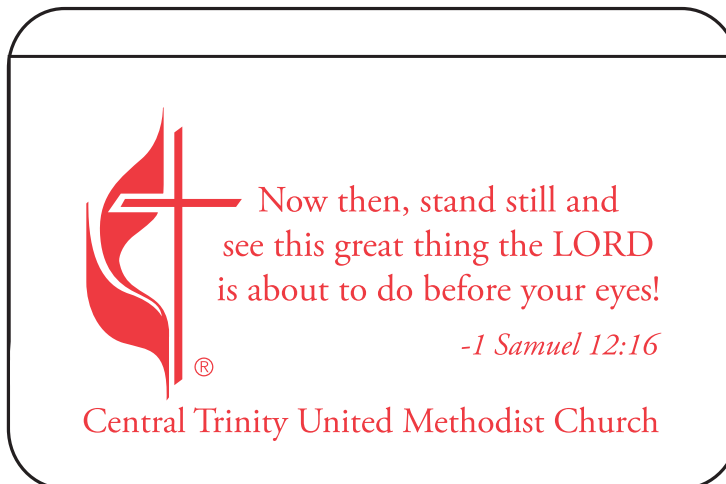 Now then, stand still and
see this great thing the LORD
is about to do before your eyes!
-1 Samuel 12:16
®
Central Trinity United Methodist Church